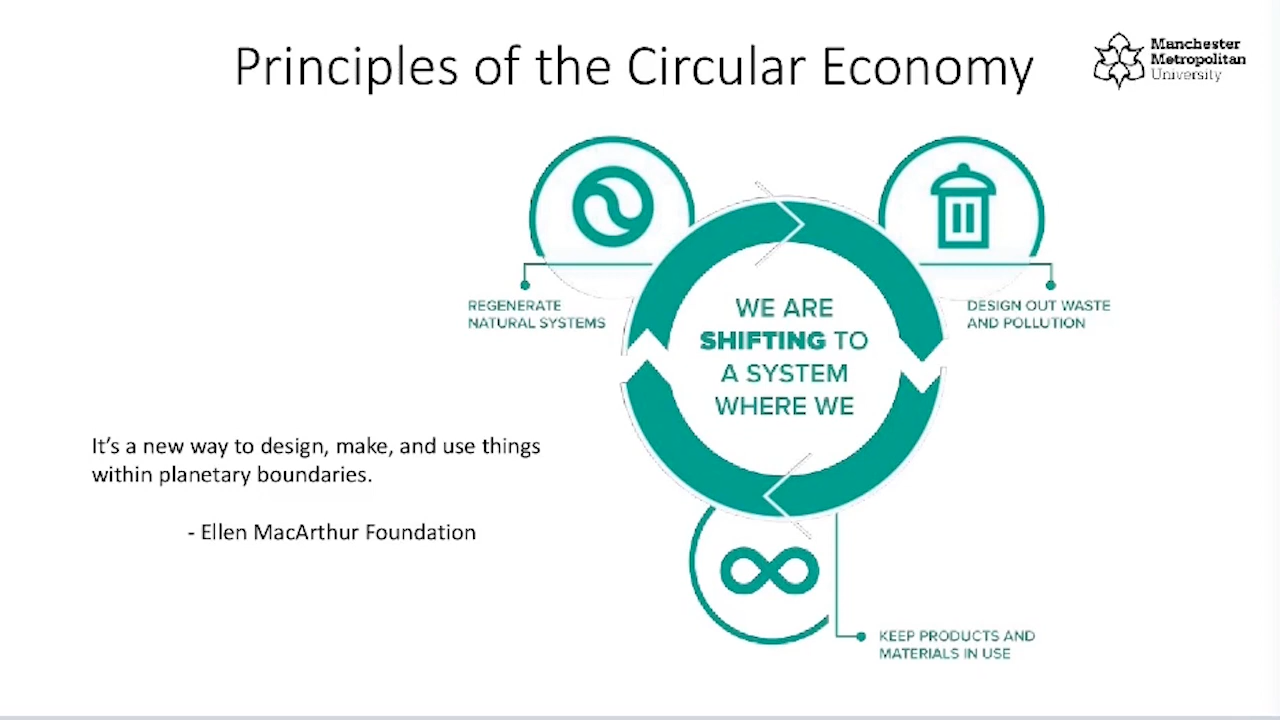 Principles of the Circular Economy
Manchester
Metropolitan
University
REGENERATE
NATURAL SYSTEMS
DESIGN OUT WASTE
AND POLLUTION
WE ARE
SHIFTING TO
A SYSTEM
WHERE WE
It’s a new way to design, make, and use things
within planetary boundaries.
- Ellen MacArthur Foundation
KEEP PRODUCTS AND
MATERIALS IN USE